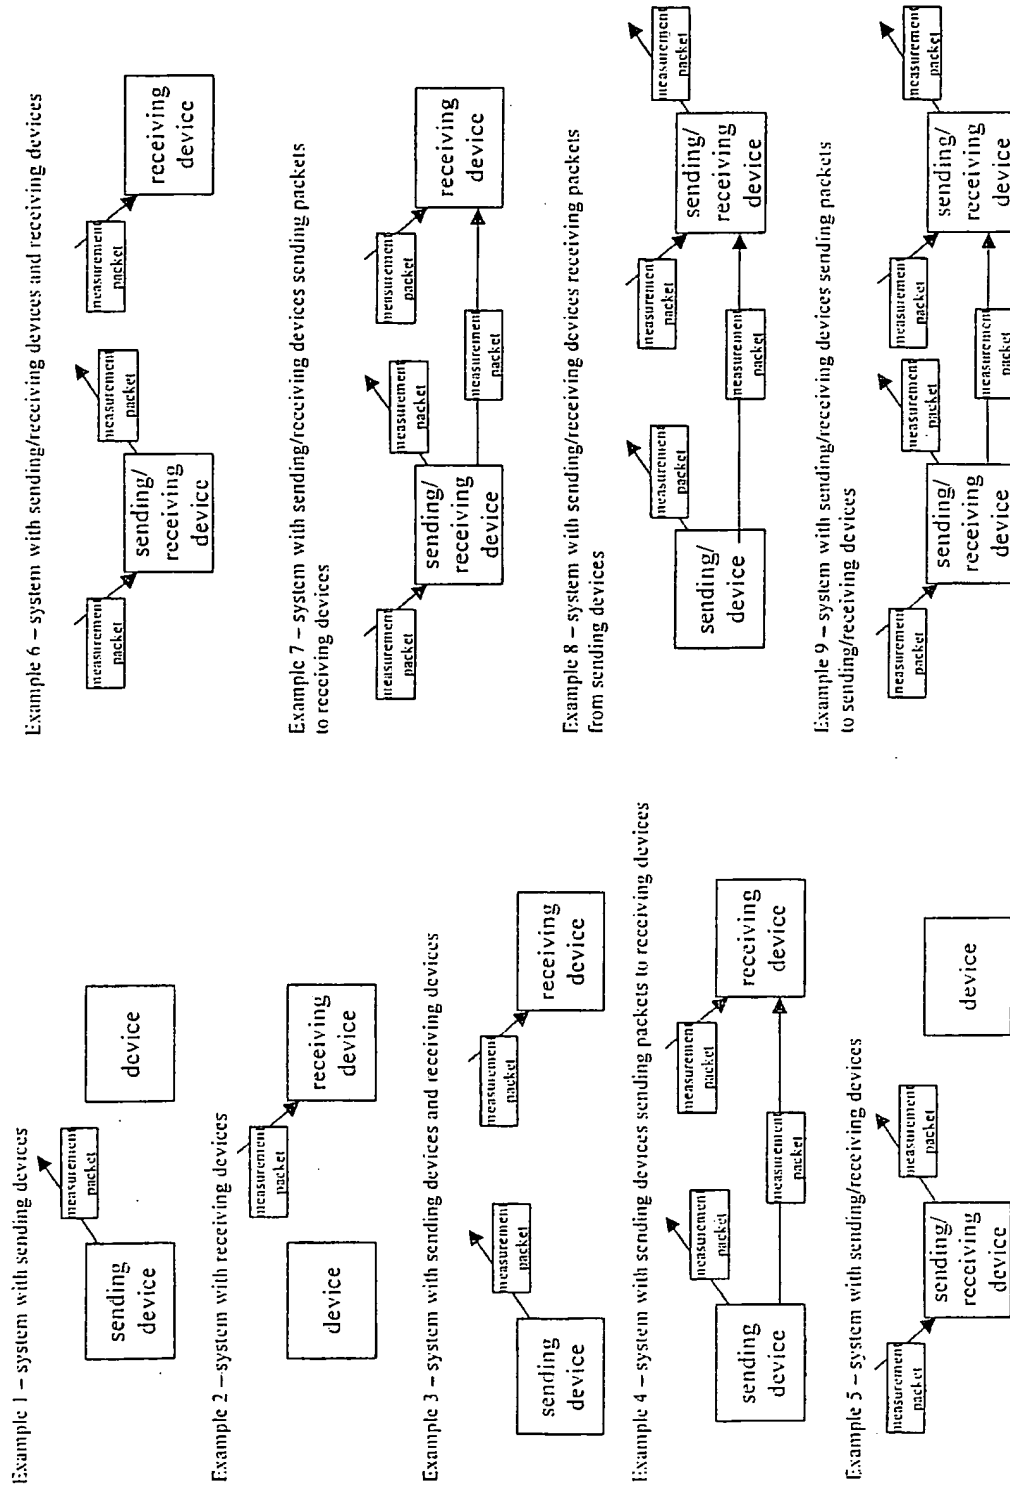 Example 1 – system with sending devices
sending
device
measurement
packet
device
Example 2 – system with receiving devices
device
measurement
packet
receiving
device
Example 3 – system with sending devices and receiving devices
sending
device
measurement
packet
measurement
packet
receiving
device
Example 4 – system with sending devices sending packets to receiving devices
sending
device
measurement
packet
measurement
packet
measurement
packet
receiving
device
Example 5 – system with sending/receiving devices
measurement
packet
sending/
receiving
device
measurement
packet
device
Example 6 – system with sending/receiving devices and receiving devices
measurement
packet
sending/
receiving
device
measurement
packet
measurement
packet
receiving
device
Example 7 – system with sending/receiving devices sending packets
to receiving devices
measurement
packet
sending/
receiving
device
measurement
packet
measurement
packet
measurement
packet
receiving
device
Example 8 – system with sending/receiving devices receiving packets
from sending devices
sending/
device
measurement
packet
measurement
packet
measurement
packet
sending/
receiving
device
measurement
packet
Example 9 – system with sending/receiving devices sending packets
to sending/receiving devices
measurement
packet
sending/
receiving
device
measurement
packet
measurement
packet
measurement
packet
sending/
receiving
device
measurement
packet